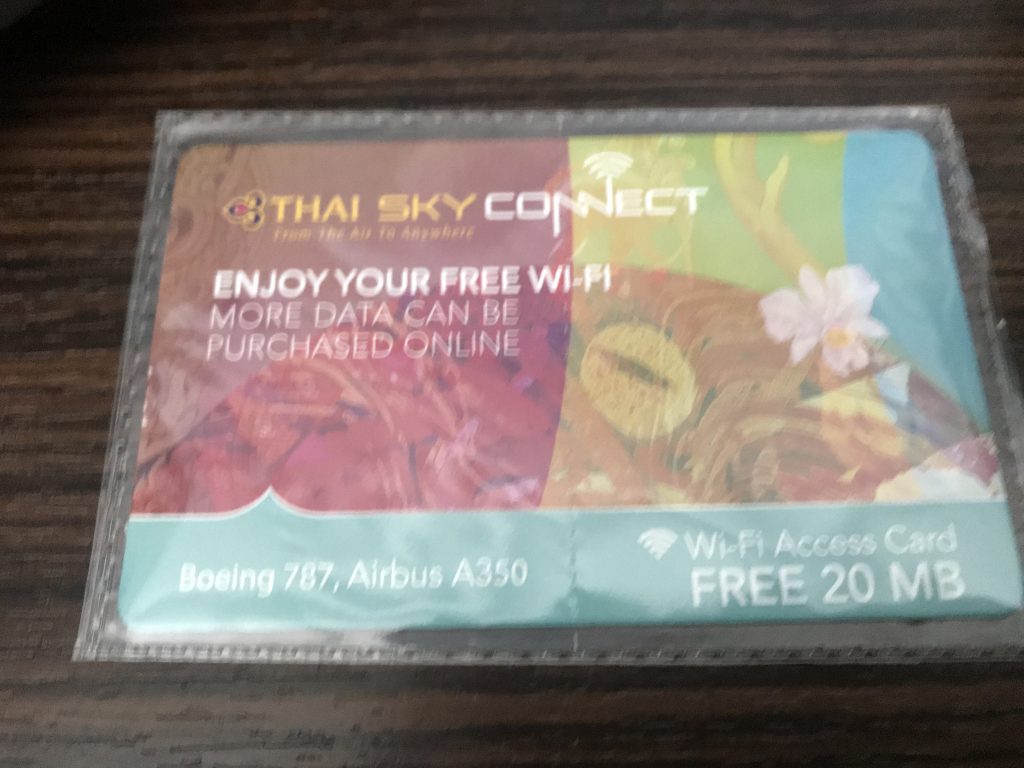 THAI SKY CONNECT
From The Air To Anywhere
ENJOY YOUR FREE WI-FI
MORE DATA CAN BE
PURCHASED ONLINE
Boeing 787, Airbus A350
Wi-Fi Access Card
FREE 20 MB